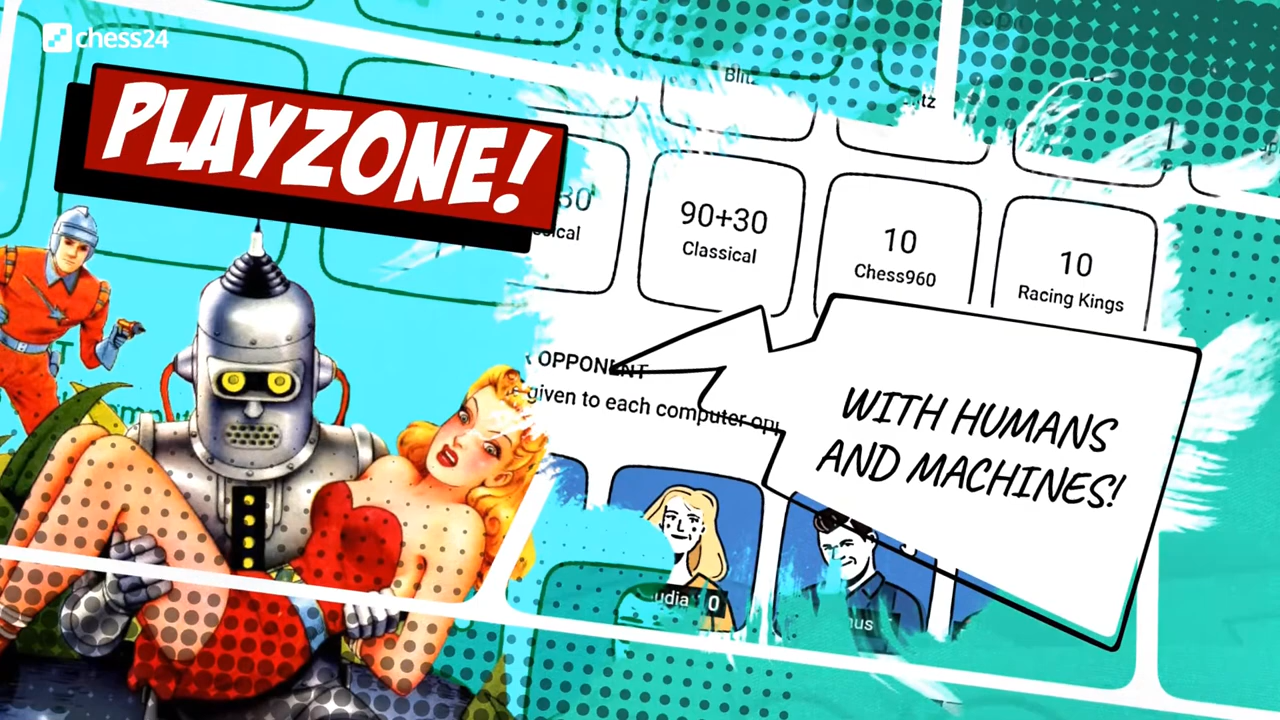 chess24
PLAYZONE!
Blitz
90+30
Classical
10
Chess960
10
Racing Kings
OPPONENT
given to each computer
WITH HUMANS
AND MACHINES!